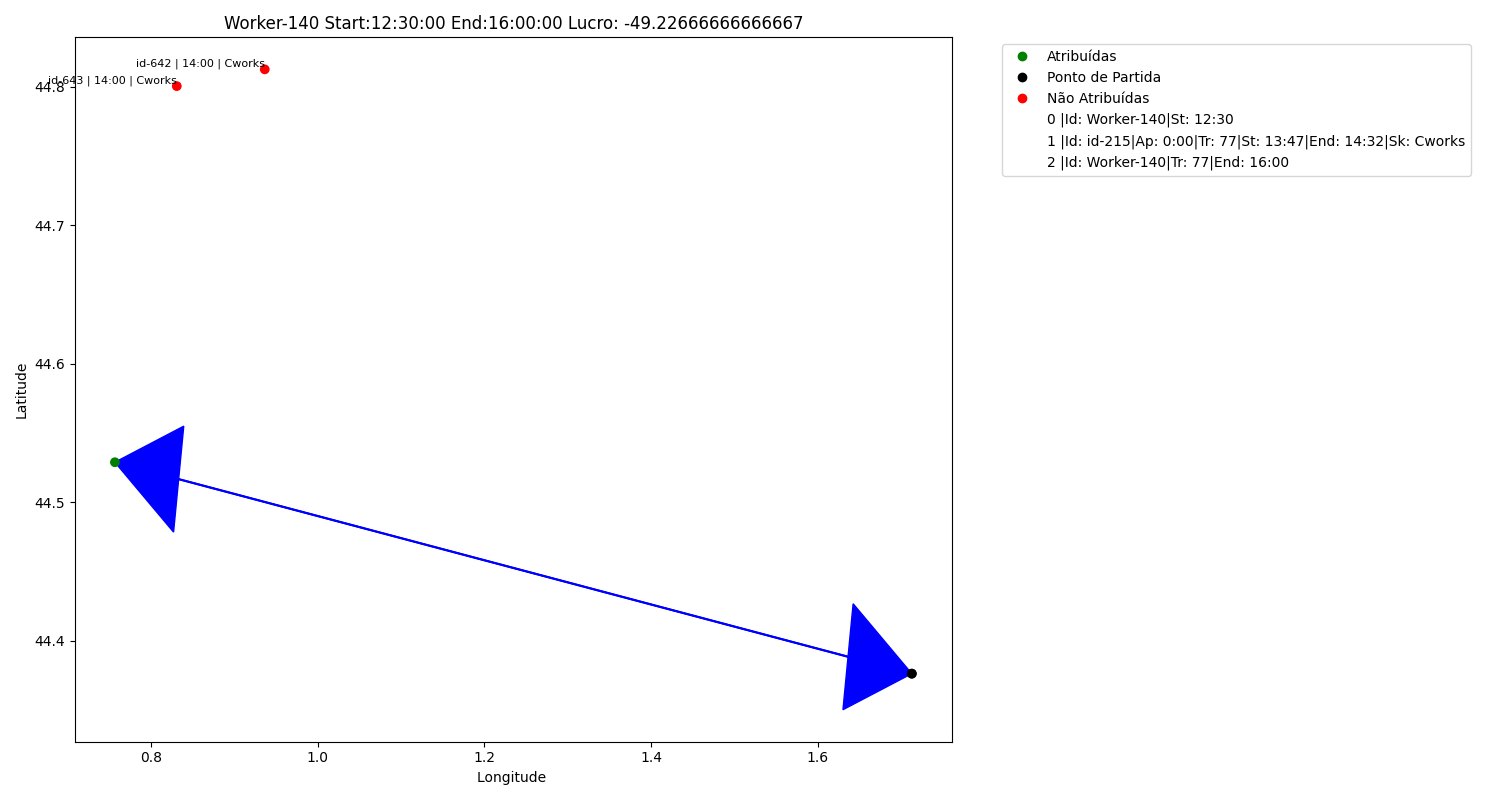 Worker-140 Start:12:30:00 End:16:00:00 Lucro: -49.22666666666667
id-642 | 14:00 | Cworks
id-643 | 14:00 | Cworks
44.8
44.7
44.6
44.5
44.4
Latitude
0.8 1.0 1.2 1.4 1.6
Longitude
Atribuídas
Ponto de Partida
Não Atribuídas
0 |Id: Worker-140|St: 12:30
1 |Id: id-215|Ap: 0:00|Tr: 77|St: 13:47|End: 14:32|Sk: Cworks
2 |Id: Worker-140|Tr: 77|End: 16:00